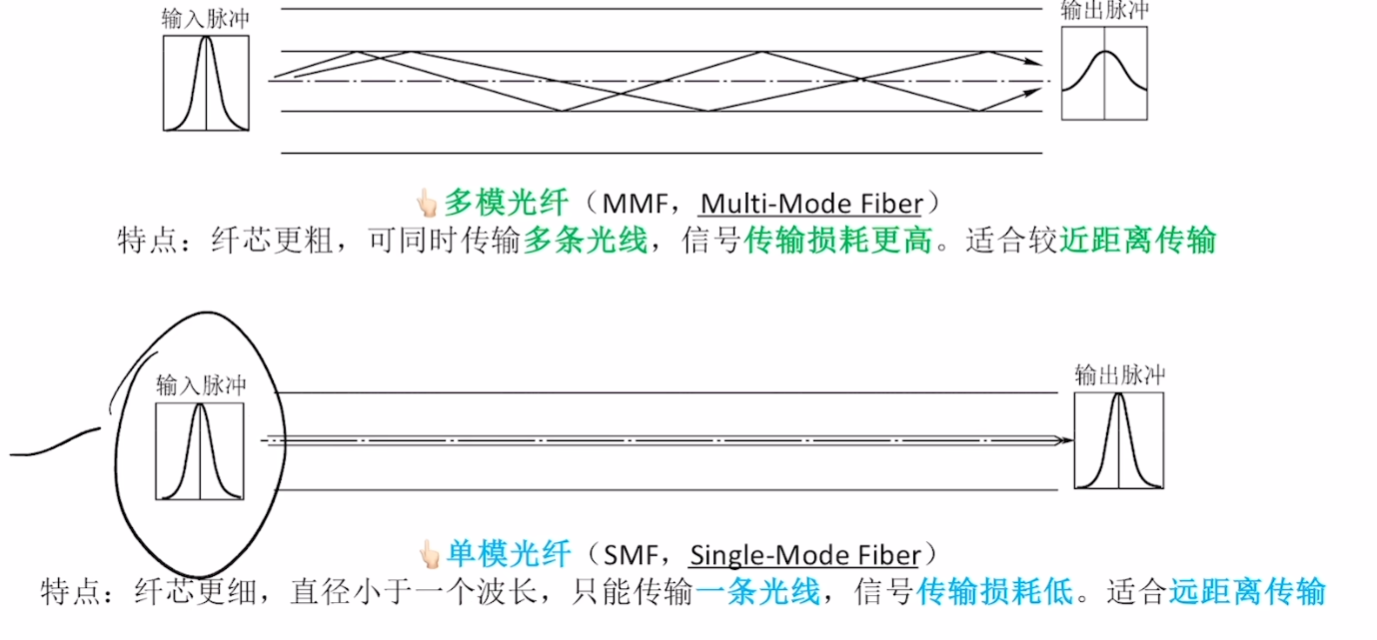 输入脉冲
输出脉冲
多模光纤（MMF，Multi-Mode Fiber）
特点：纤芯更粗，可同时传输多条光线，信号传输损耗更高。适合较近距离传输
输入脉冲
输出脉冲
单模光纤（SMF，Single-Mode Fiber）
特点：纤芯更细，直径小于一个波长，只能传输一条光线，信号传输损耗低。适合远距离传输